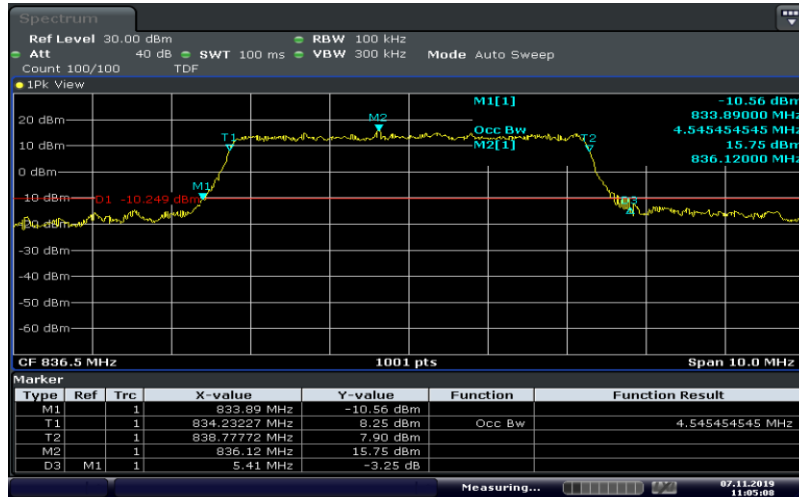 Spectrum
Ref Level 30.00 dBm RBW 100 kHz
Att 40 dB SWT 100 ms VBW 300 kHz Mode Auto Sweep
Count 100/100 TDF
1Pk View
M1[1] -10.56 dBm
833.89000 MHz
20 dBm
M2
Occ Bw 4.545454545 MHz
T1
T2
10 dBm
M2[1] 15.75 dBm
836.12000 MHz
0 dBm
M1
-10 dBm D1 -10.249 dBm
D3
-20 dBm
-30 dBm
-40 dBm
-50 dBm
-60 dBm
CF 836.5 MHz 1001 pts Span 10.0 MHz
Marker
Type Ref Trc X-value Y-value Function Function Result
M1 1 833.89 MHz -10.56 dBm
T1 1 834.23227 MHz 8.25 dBm Occ Bw 4.545454545 MHz
T2 1 838.77772 MHz 7.90 dBm
M2 1 836.12 MHz 15.75 dBm
D3 M1 1 5.41 MHz -3.25 dB
Measuring... 07.11.2019
11:05:08